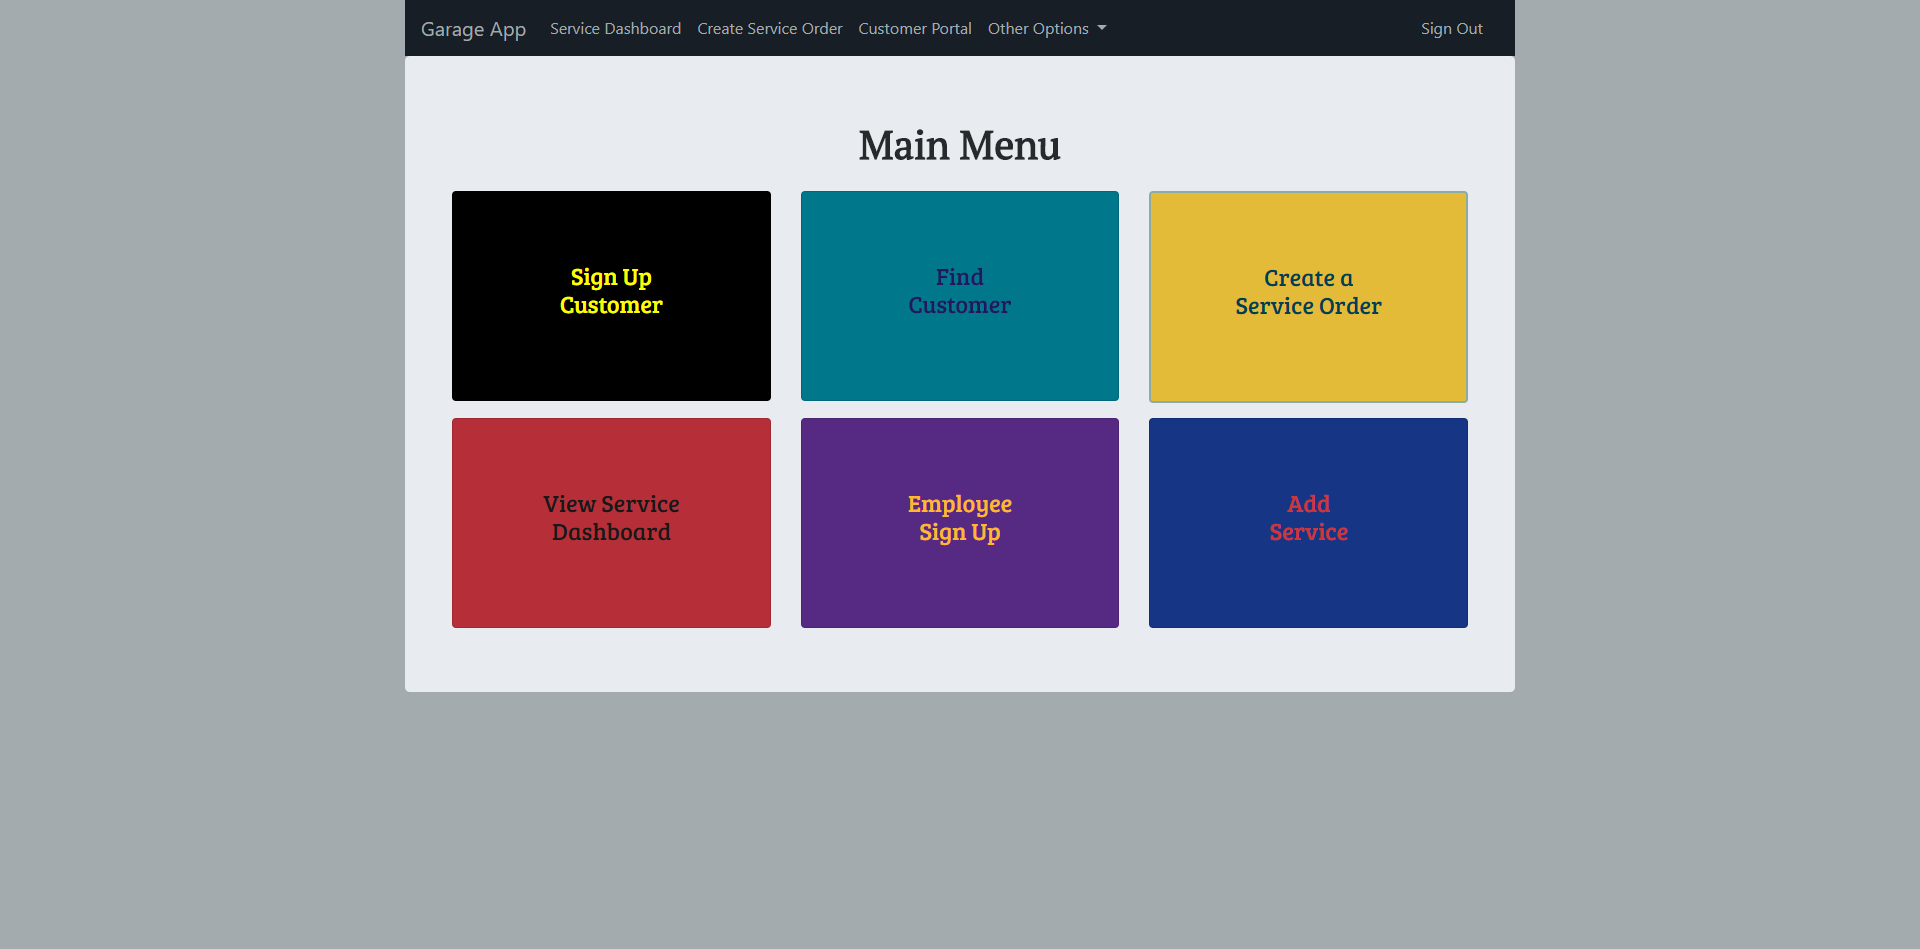 Garage App Service Dashboard Create Service Order Customer Portal Other Options Sign Out
Main Menu
Sign Up
Customer
Find
Customer
Create a
Service Order
View Service
Dashboard
Employee
Sign Up
Add
Service